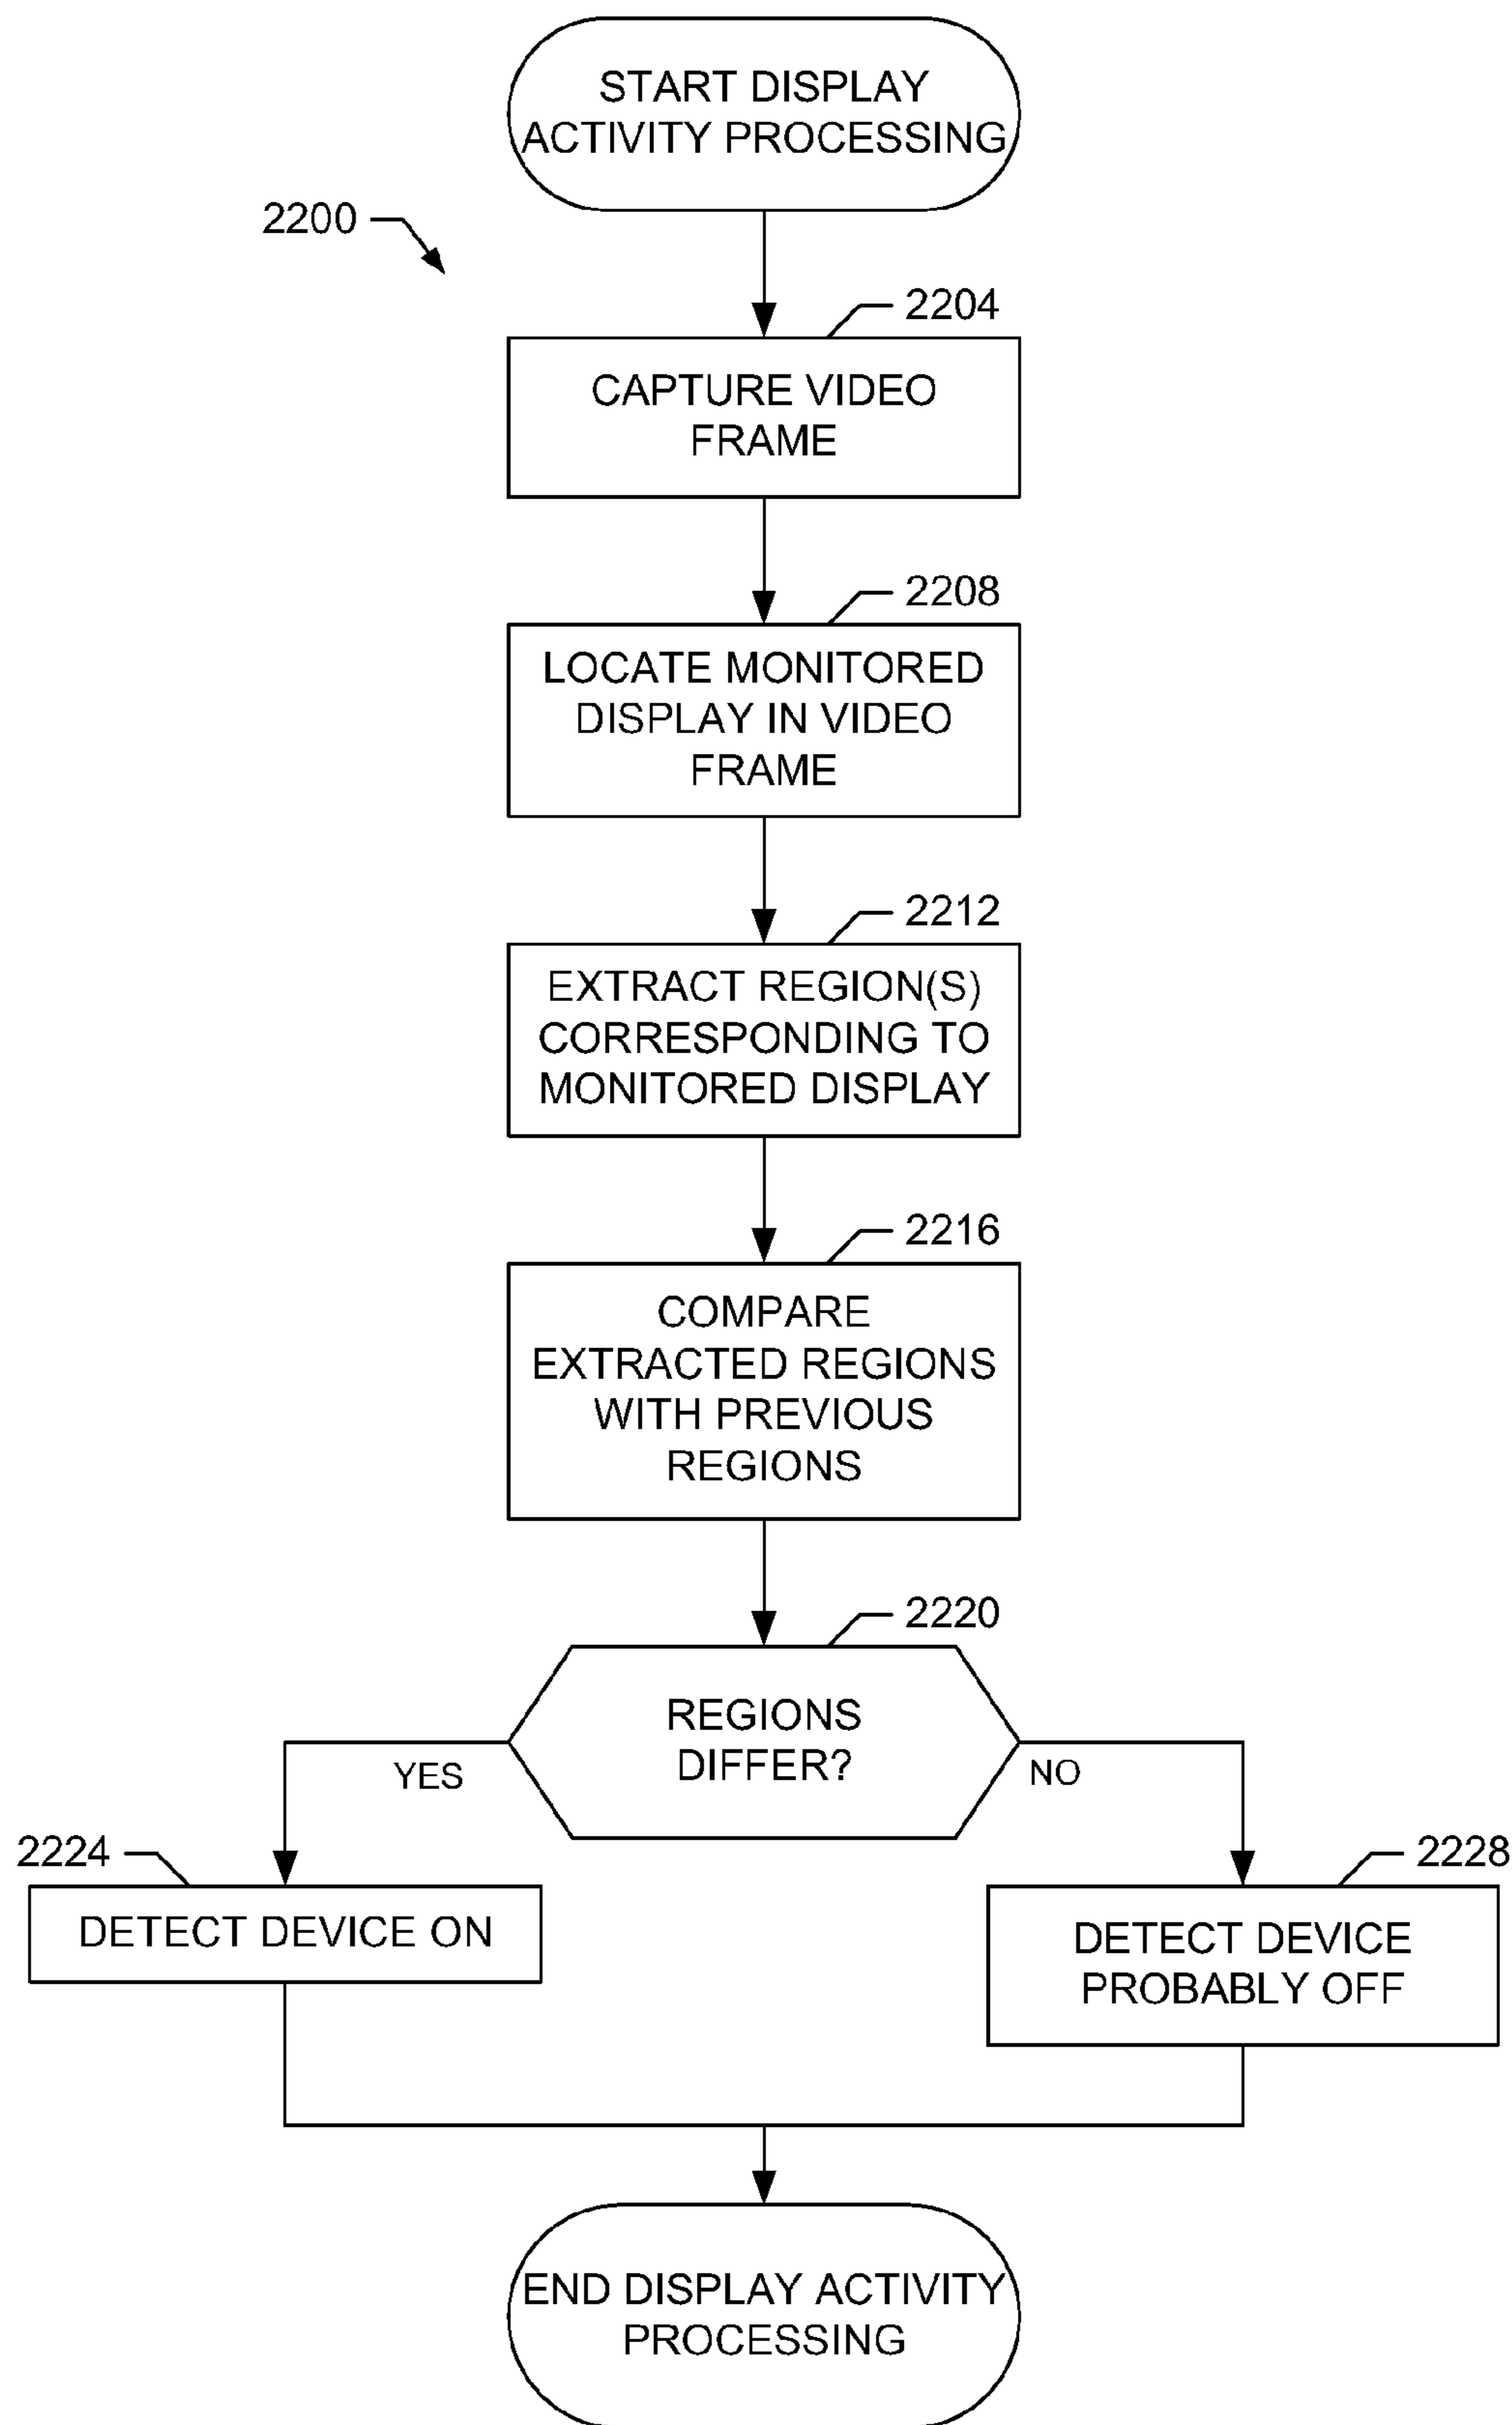 START DISPLAY
ACTIVITY PROCESSING
2200
2204
CAPTURE VIDEO
FRAME
2208
LOCATE MONITORED
DISPLAY IN VIDEO
FRAME
2212
EXTRACT REGION(S)
CORRESPONDING TO
MONITORED DISPLAY
2216
COMPARE
EXTRACTED REGIONS
WITH PREVIOUS
REGIONS
2220
REGIONS
DIFFER?
YES
NO
2224
DETECT DEVICE ON
2228
DETECT DEVICE
PROBABLY OFF
END DISPLAY ACTIVITY
PROCESSING